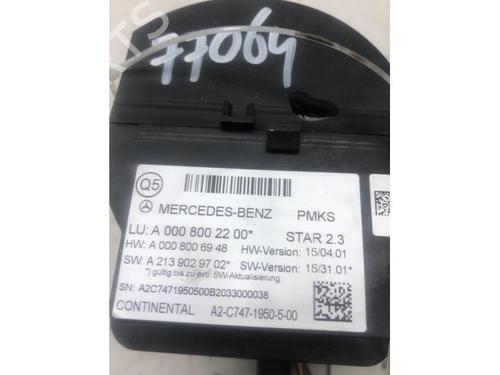 77064
Q5
MERCEDES-BENZ PMKS
LU: A 000 800 22 00* STAR 2.3
HW: A 000 800 69 48 HW-Version: 15/04.01
SW: A 213 902 97 02* SW-Version: 15/31.01*
*) gültig bis zu evtl. SW-Aktualisierung
SN: A2C7471950500B2033000038
CONTINENTAL A2-C747-1950-5-00